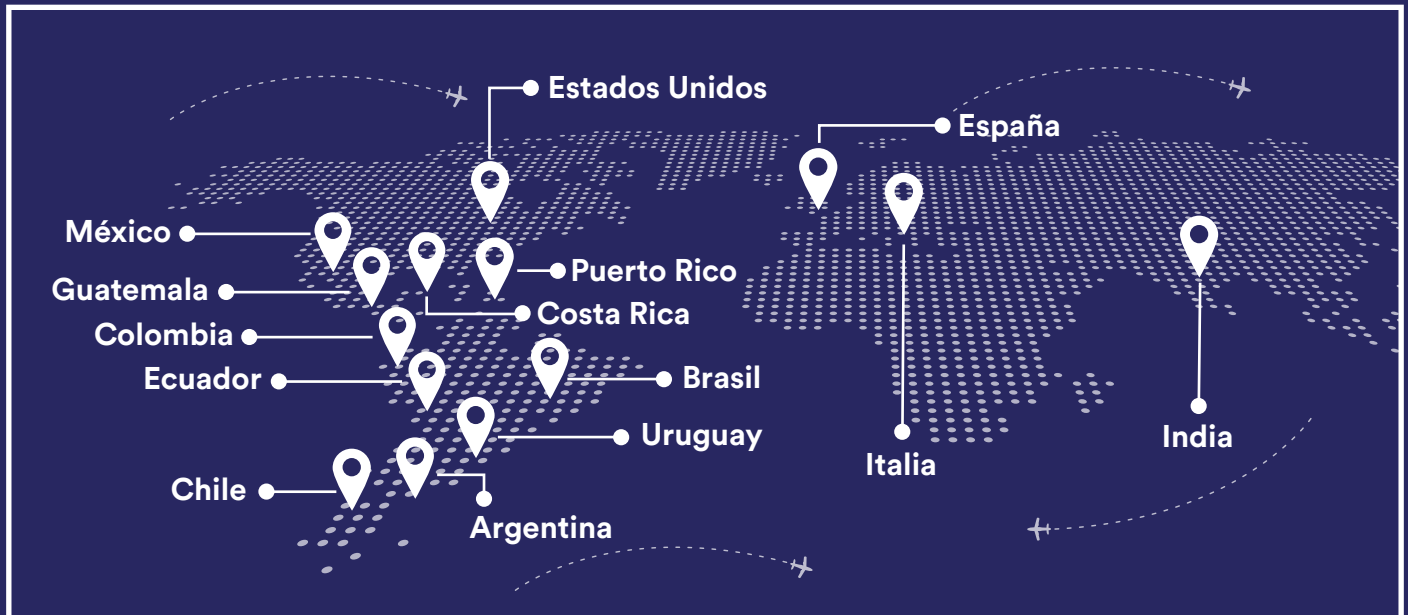 Estados Unidos
España
México
Puerto Rico
Guatemala
Costa Rica
Colombia
Ecuador
Brasil
Uruguay
India
Italia
Chile
Argentina